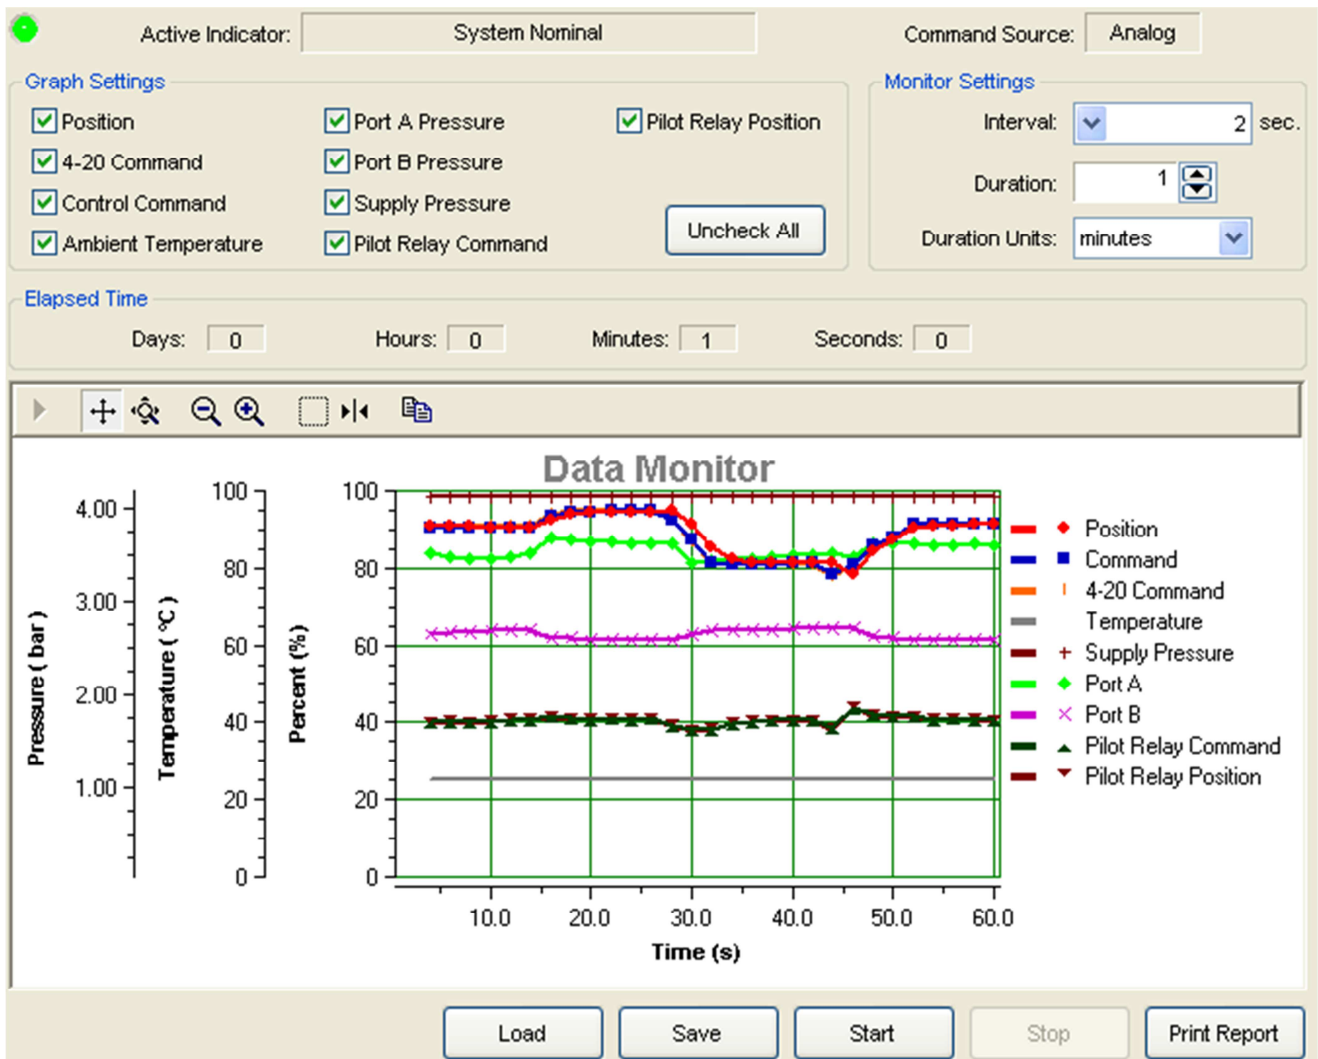 Active Indicator: System Nominal Command Source: Analog
Graph Settings
Position Port A Pressure Pilot Relay Position
4-20 Command Port B Pressure
Control Command Supply Pressure
Ambient Temperature Pilot Relay Command
Uncheck All
Monitor Settings
Interval: 2 sec.
Duration: 1
Duration Units: minutes
Elapsed Time
Days: 0 Hours: 0 Minutes: 1 Seconds: 0
Data Monitor
Pressure ( bar )
4.00
3.00
2.00
1.00
Temperature ( °C )
100
80
60
40
20
0
Percent (%)
100
80
60
40
20
0
10.0 20.0 30.0 40.0 50.0 60.0
Time (s)
Position
Command
4-20 Command
Temperature
Supply Pressure
Port A
Port B
Pilot Relay Command
Pilot Relay Position
Load Save Start Stop Print Report